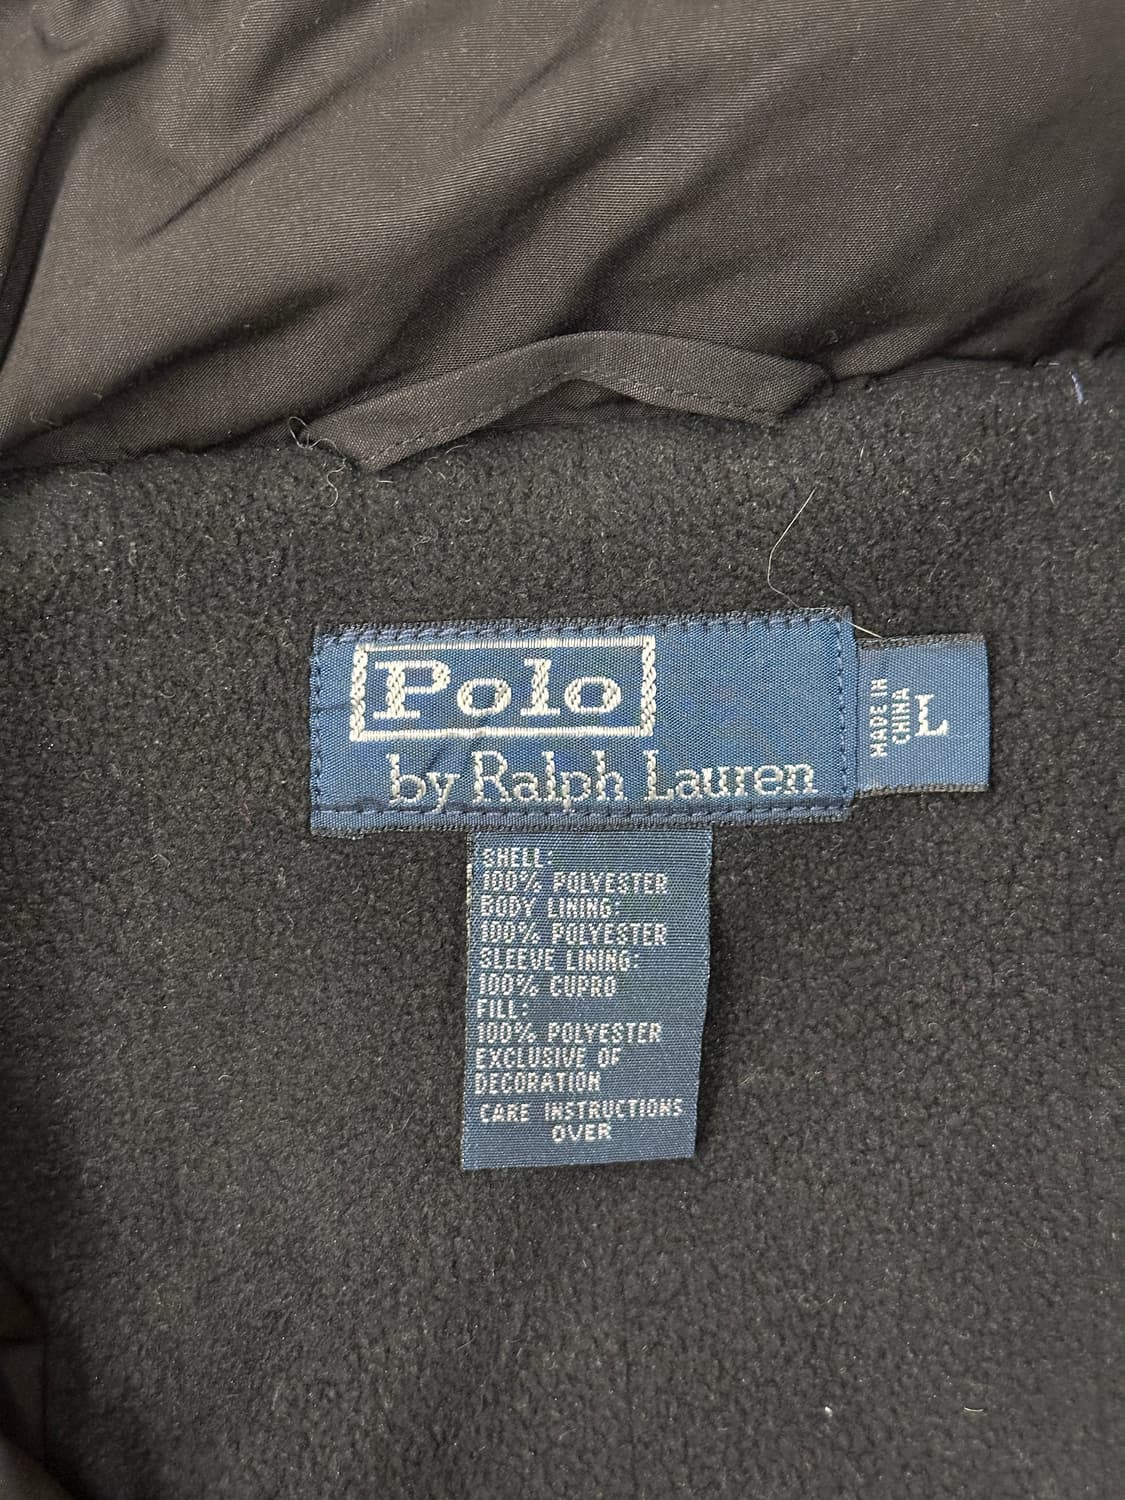 Polo
by Ralph Lauren
MADE IN
CHINA
L
SHELL:
100% POLYESTER
BODY LINING:
100% POLYESTER
SLEEVE LINING:
100% CUPRO
FILL:
100% POLYESTER
EXCLUSIVE OF
DECORATION
CARE INSTRUCTIONS
OVER